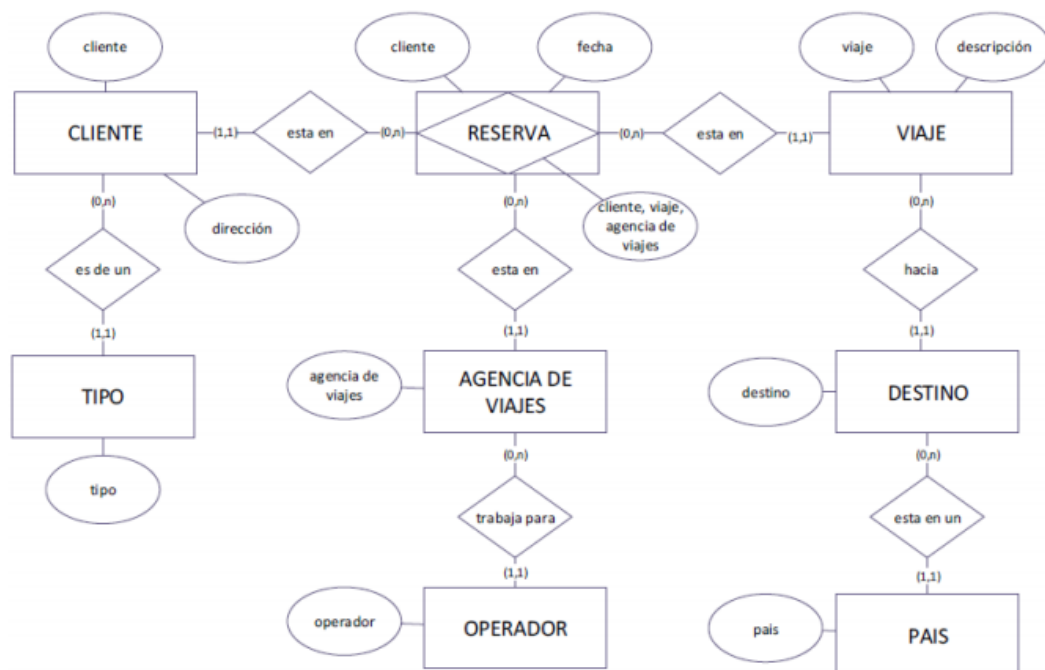 cliente
cliente
fecha
viaje
descripción
CLIENTE
(1,1)
esta en
(0,n)
RESERVA
(0,n)
esta en
(1,1)
VIAJE
(0,n)
dirección
(0,n)
cliente, viaje,
agencia de
viajes
(0,n)
es de un
esta en
hacia
(1,1)
(1,1)
(1,1)
TIPO
agencia de
viajes
AGENCIA DE
VIAJES
destino
DESTINO
tipo
(0,n)
(0,n)
trabaja para
esta en un
(1,1)
(1,1)
operador
OPERADOR
pais
PAIS